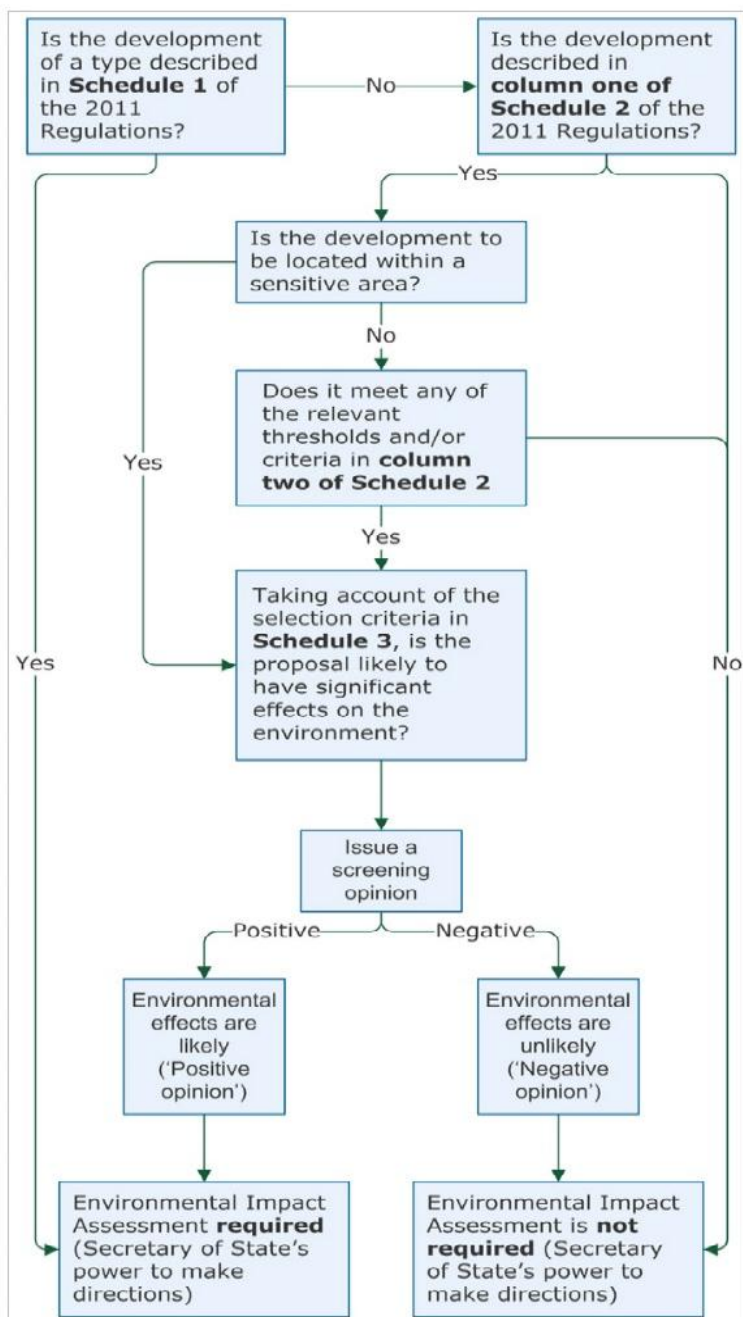 Is the development
of a type described
in Schedule 1 of
the 2011
Regulations?
No
Is the development
described in
column one of
Schedule 2 of the
2011 Regulations?
Yes
Is the development to
be located within a
sensitive area?
No
Does it meet any of
the relevant
thresholds and/or
criteria in column
two of Schedule 2
Yes
Yes
Taking account of the
selection criteria in
Schedule 3, is the
proposal likely to
have significant
effects on the
environment?
Yes
No
Issue a
screening
opinion
Positive
Negative
Environmental
effects are
likely
(‘Positive
opinion’)
Environmental
effects are
unlikely
(‘Negative
opinion’)
Environmental Impact
Assessment required
(Secretary of State’s
power to make
directions)
Environmental Impact
Assessment is not
required (Secretary
of State’s power to
make directions)